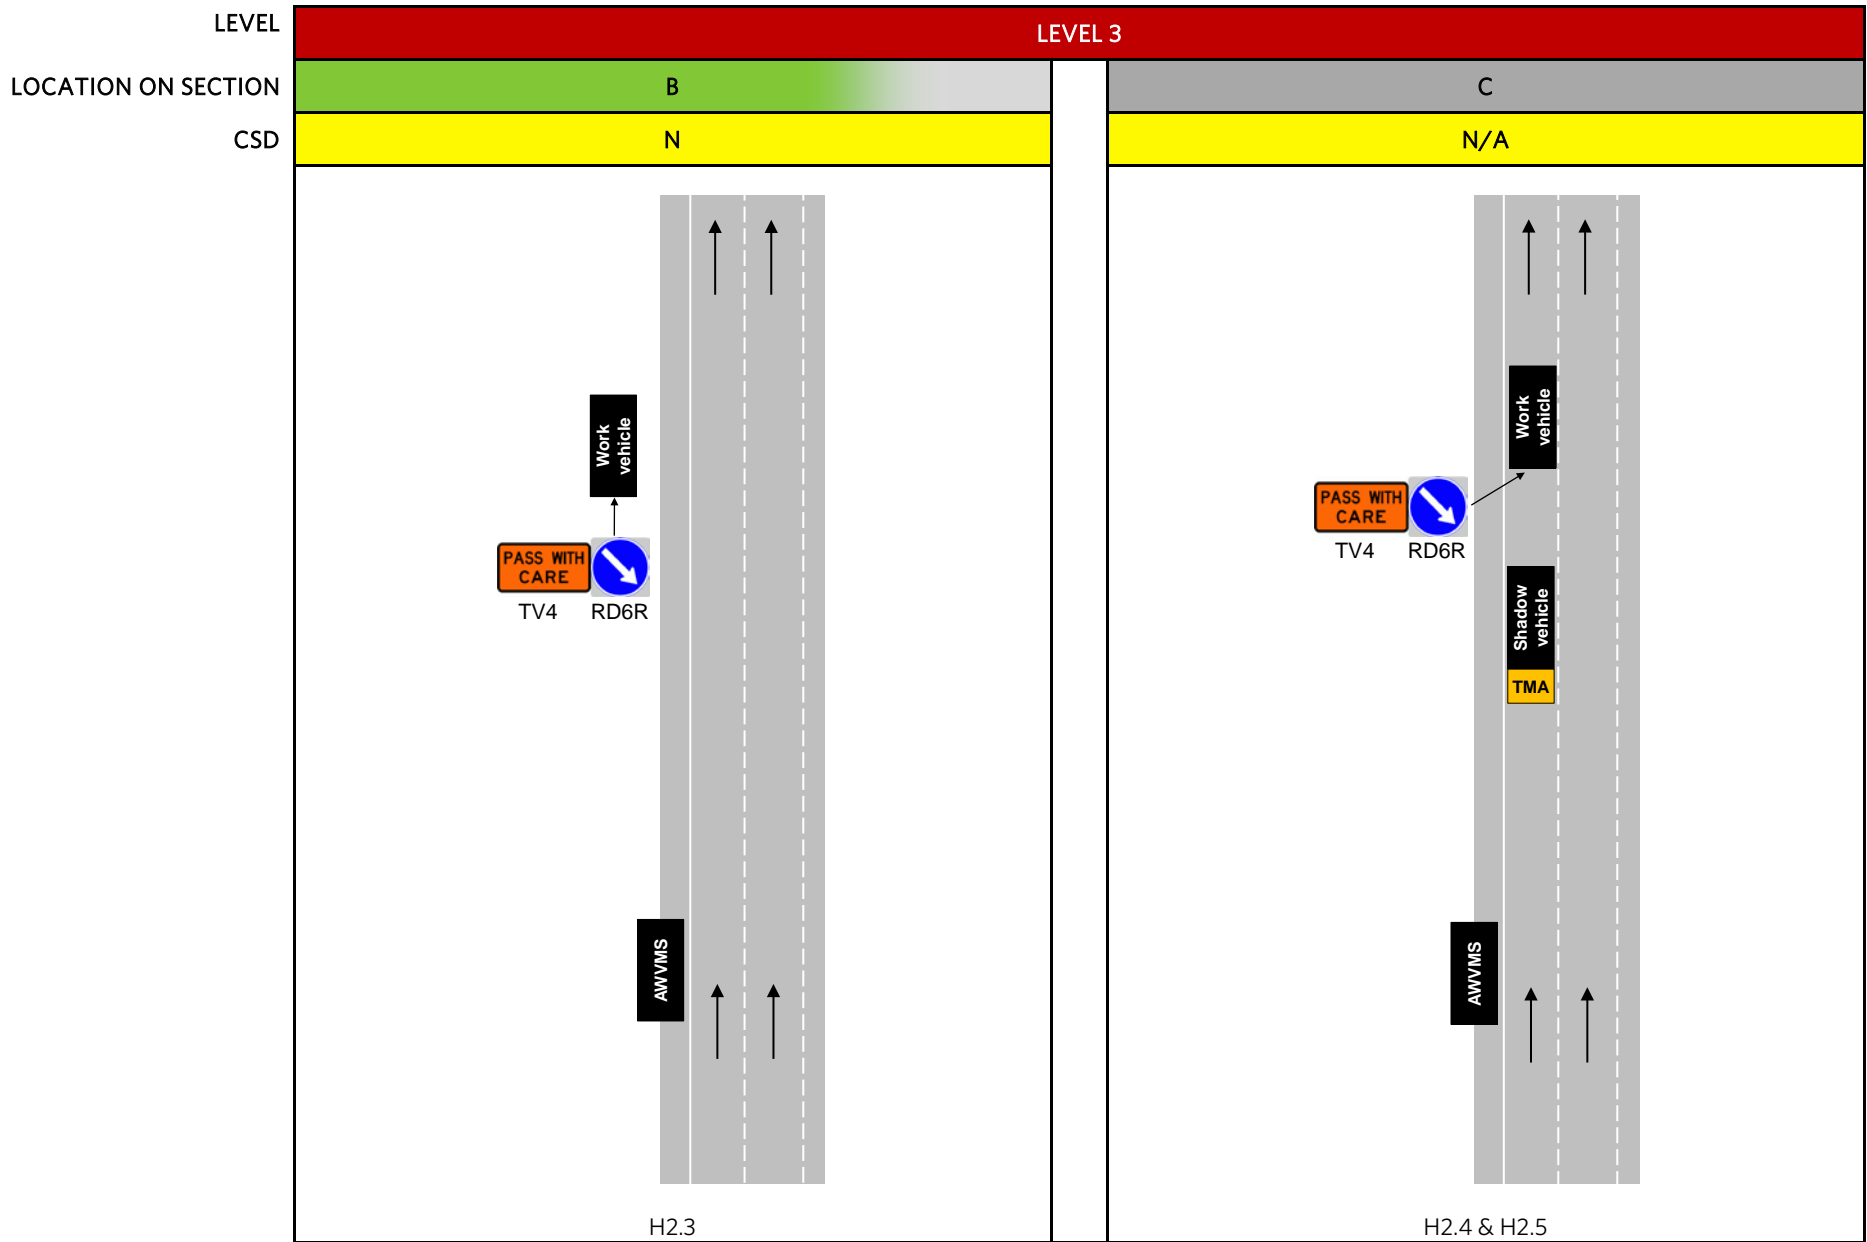 LEVEL
LEVEL 3
LOCATION ON SECTION
B
C
CSD
N
N/A
Work
vehicle
PASS WITH
CARE
TV4
RD6R
AWVMS
H2.3
Work
vehicle
PASS WITH
CARE
TV4
RD6R
Shadow
vehicle
TMA
AWVMS
H2.4 & H2.5